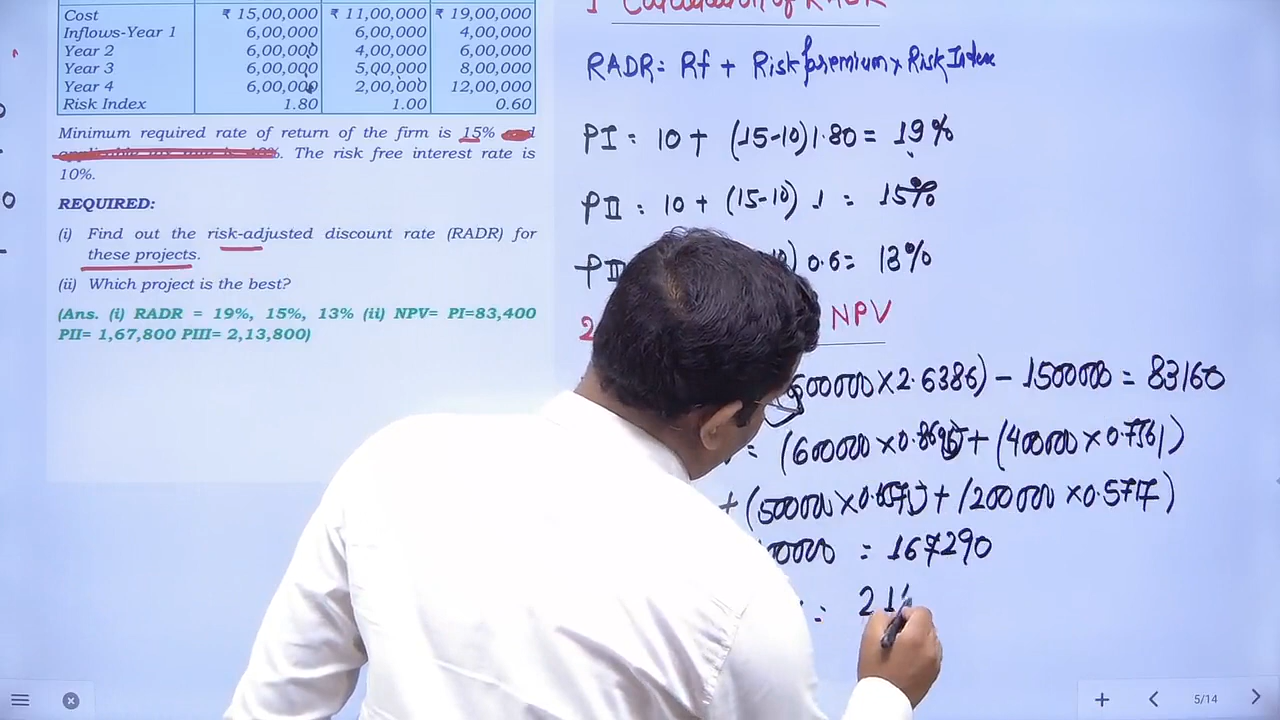 Cost ₹ 15,00,000 ₹ 11,00,000 ₹ 19,00,000
Inflows-Year 1 6,00,000 6,00,000 4,00,000
Year 2 6,00,000 4,00,000 6,00,000
Year 3 6,00,000 5,00,000 8,00,000
Year 4 6,00,000 2,00,000 12,00,000
Risk Index 1.80 1.00 0.60
Minimum required rate of return of the firm is 15%
The risk free interest rate is
10%.
REQUIRED:
(i) Find out the risk-adjusted discount rate (RADR) for
these projects.
(ii) Which project is the best?
(Ans. (i) RADR = 19%, 15%, 13% (ii) NPV= PI=83,400
PII= 1,67,800 PIII= 2,13,800)
RADR = Rf + Risk premium x Risk Index
PI = 10 + (15-10) 1.80 = 19%
PII = 10 + (15-10) 1 = 15%
0.6 = 13%
2 NPV
600000 x 2.6386) - 1500000 = 83160
= (600000 x 0.8695) + (400000 x 0.7561)
+ (500000 x 0.6575) + (200000 x 0.5717)
= 167290
= 21
5/14